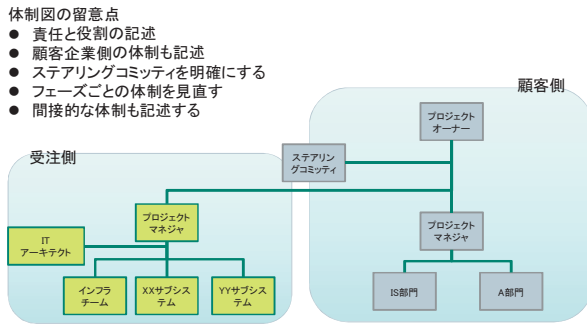 体制図の留意点
● 責任と役割の記述
● 顧客企業側の体制も記述
● ステアリングコミッティを明確にする
● フェーズごとの体制を見直す
● 間接的な体制も記述する
顧客側
プロジェクト
オーナー
ステアリン
グコミッティ
受注側
プロジェクト
マネジャ
プロジェクト
マネジャ
IT
アーキテクト
インフラ
チーム
XXサブシス
テム
YYサブシス
テム
IS部門
A部門